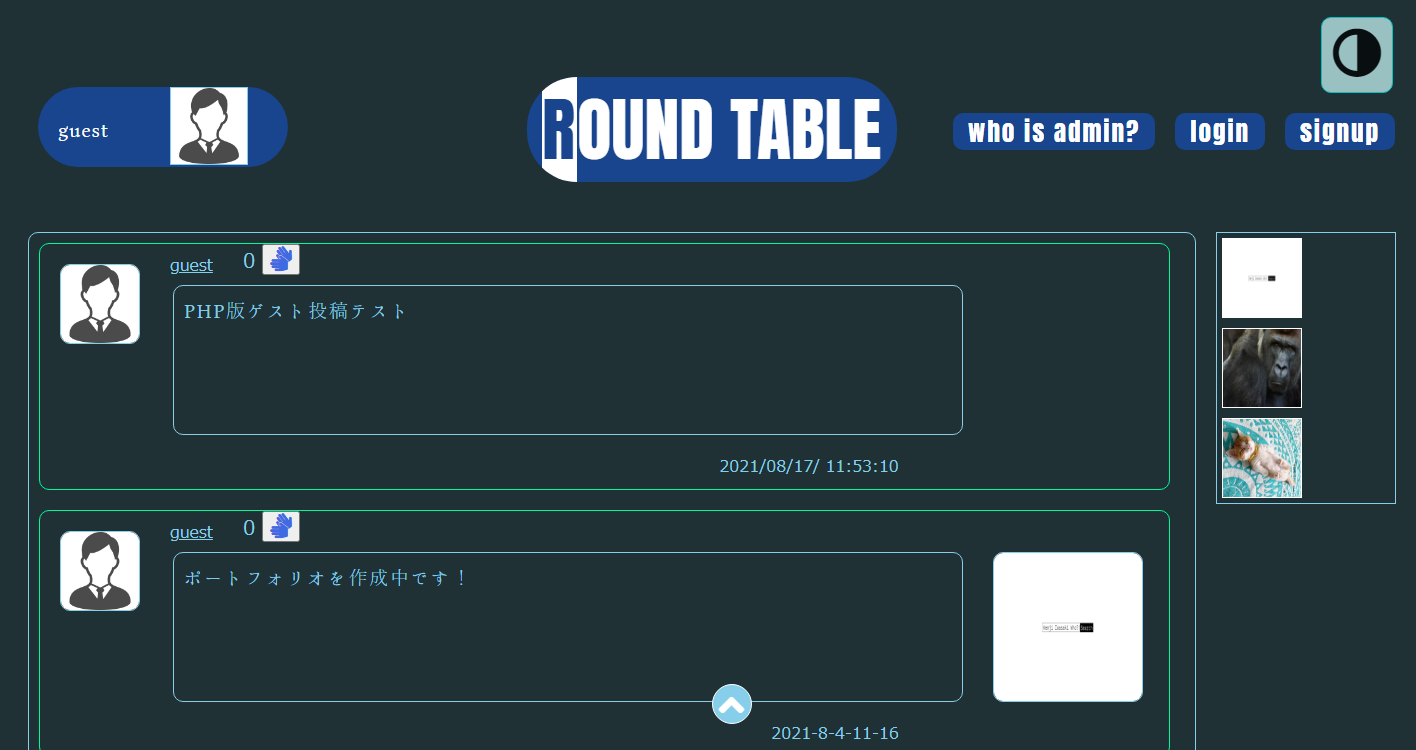 guest
ROUND TABLE
who is admin?
login
signup
guest
0
PHP版ゲスト投稿テスト
2021/08/17/ 11:53:10
guest
0
ポートフォリオを作成中です！
2021-8-4-11-16